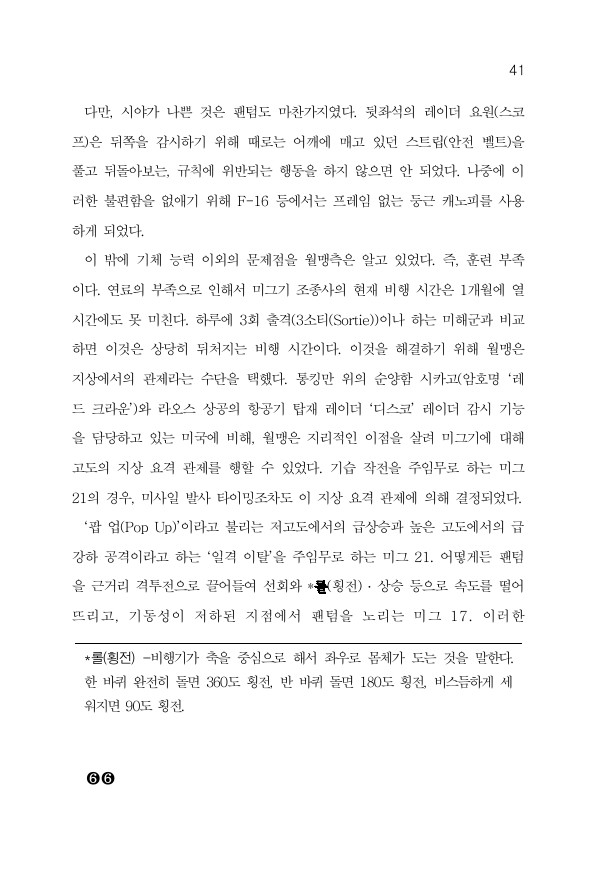 41
다만, 시야가 나쁜 것은 팬텀도 마찬가지였다. 뒷좌석의 레이더 요원(스코
프)은 뒤쪽을 감시하기 위해 때로는 어깨에 메고 있던 스트립(안전 벨트)을
풀고 뒤돌아보는, 규칙에 위반되는 행동을 하지 않으면 안 되었다. 나중에 이
러한 불편함을 없애기 위해 F-16 등에서는 프레임 없는 둥근 캐노피를 사용
하게 되었다.
이 밖에 기체 능력 이외의 문제점을 월맹측은 알고 있었다. 즉, 훈련 부족
이다. 연료의 부족으로 인해서 미그기 조종사의 현재 비행 시간은 1개월에 열
시간에도 못 미친다. 하루에 3회 출격(3소티(Sortie))이나 하는 미해군과 비교
하면 이것은 상당히 뒤처지는 비행 시간이다. 이것을 해결하기 위해 월맹은
지상에서의 관제라는 수단을 택했다. 통킹만 위의 순양함 시카고(암호명 ‘레
드 크라운’)와 라오스 상공의 항공기 탑재 레이더 ‘디스코’ 레이더 감시 기능
을 담당하고 있는 미국에 비해, 월맹은 지리적인 이점을 살려 미그기에 대해
고도의 지상 요격 관제를 행할 수 있었다. 기습 작전을 주임무로 하는 미그
21의 경우, 미사일 발사 타이밍조차도 이 지상 요격 관제에 의해 결정되었다.
‘팝 업(Pop Up)’이라고 불리는 저고도에서의 급상승과 높은 고도에서의 급
강하 공격이라고 하는 ‘일격 이탈’을 주임무로 하는 미그 21. 어떻게든 팬텀
을 근거리 격투전으로 끌어들여 선회와 *롤(횡전)·상승 등으로 속도를 떨어
뜨리고, 기동성이 저하된 지점에서 팬텀을 노리는 미그 17. 이러한
*롤(횡전) -비행기가 축을 중심으로 해서 좌우로 몸체가 도는 것을 말한다.
한 바퀴 완전히 돌면 360도 횡전, 반 바퀴 돌면 180도 횡전, 비스듬하게 세
워지면 90도 횡전.
❻❻